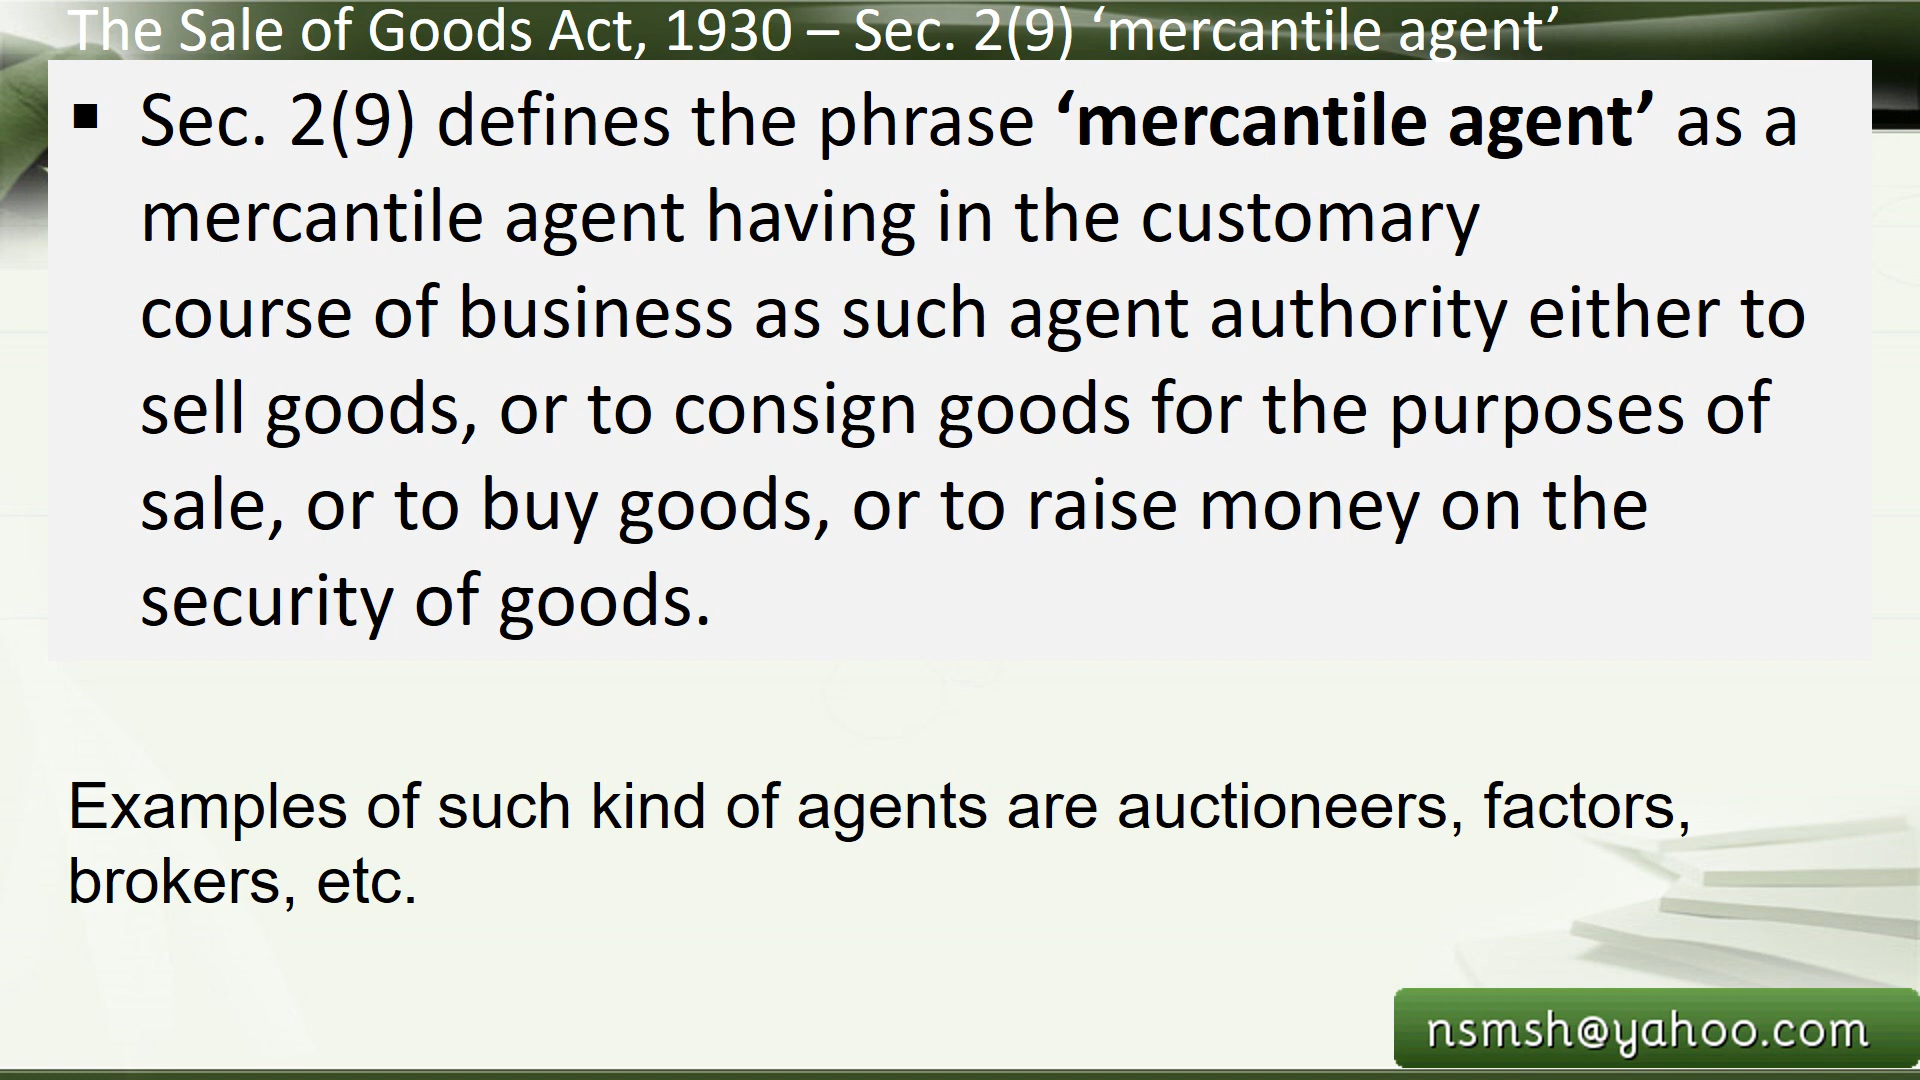 The Sale of Goods Act, 1930 – Sec. 2(9) ‘mercantile agent’
▪ Sec. 2(9) defines the phrase ‘mercantile agent’ as a
mercantile agent having in the customary
course of business as such agent authority either to
sell goods, or to consign goods for the purposes of
sale, or to buy goods, or to raise money on the
security of goods.
Examples of such kind of agents are auctioneers, factors,
brokers, etc.
nsmsh@yahoo.com